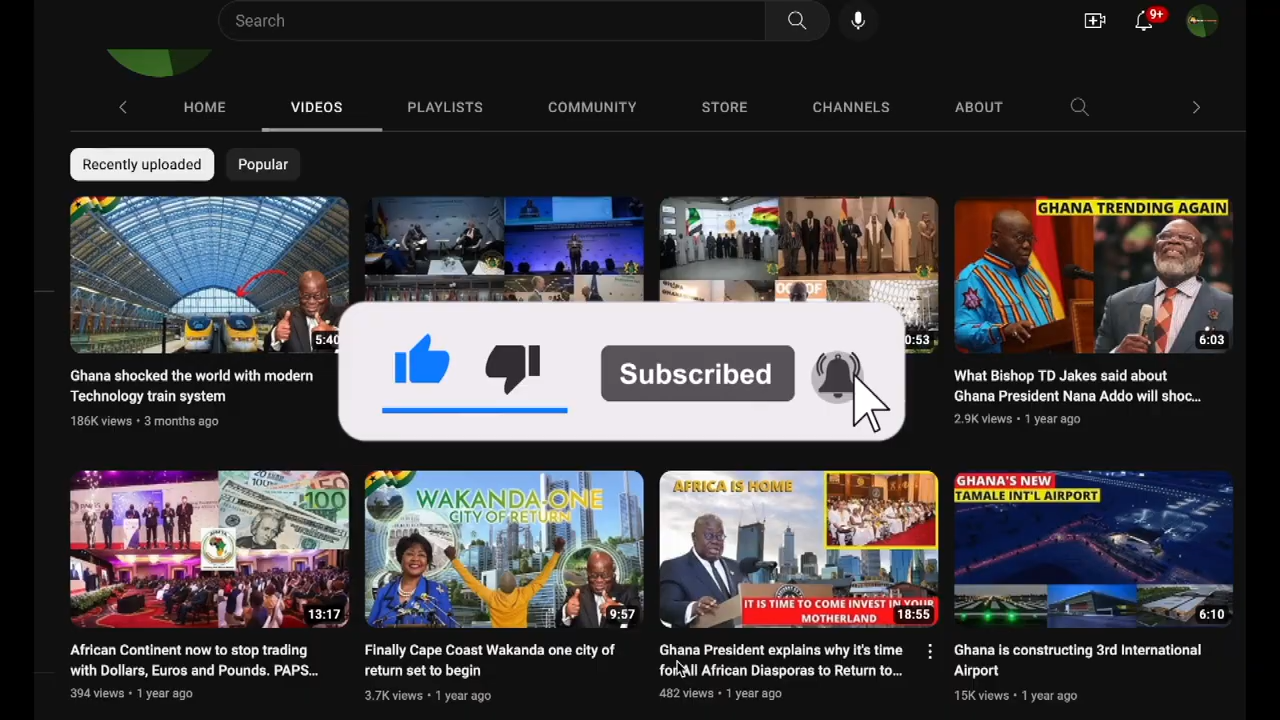 Search
9+
HOME
VIDEOS
PLAYLISTS
COMMUNITY
STORE
CHANNELS
ABOUT
Recently uploaded
Popular
5:40
0:53
GHANA TRENDING AGAIN
6:03
Ghana shocked the world with modern
Technology train system
186K views • 3 months ago
Subscribed
What Bishop TD Jakes said about
Ghana President Nana Addo will shoc...
2.9K views • 1 year ago
100
13:17
WAKANDA-ONE
CITY OF RETURN
9:57
AFRICA IS HOME
IT IS TIME TO COME INVEST IN YOUR
MOTHERLAND
18:55
GHANA'S NEW
TAMALE INT'L AIRPORT
6:10
African Continent now to stop trading
with Dollars, Euros and Pounds. PAPS...
394 views • 1 year ago
Finally Cape Coast Wakanda one city of
return set to begin
3.7K views • 1 year ago
Ghana President explains why it's time
for All African Diasporas to Return to...
482 views • 1 year ago
Ghana is constructing 3rd International
Airport
15K views • 1 year ago